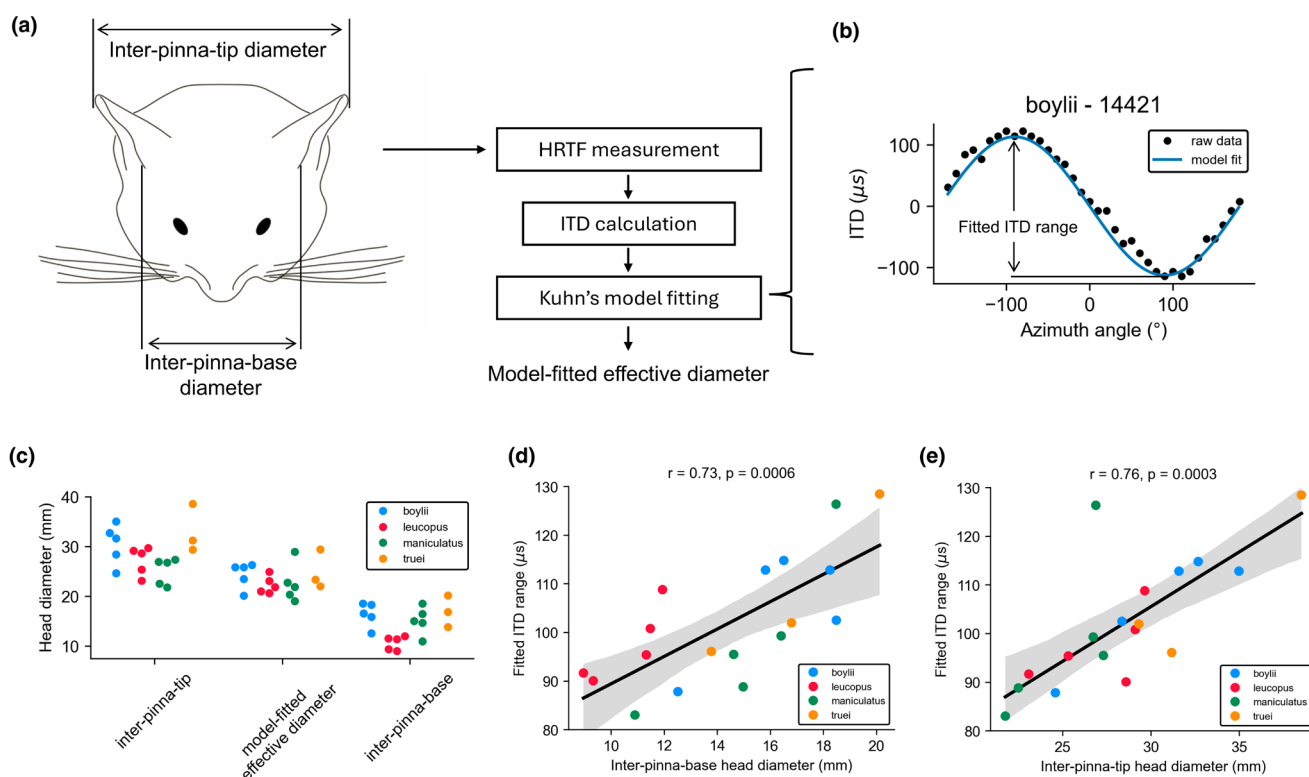 (a)
Inter-pinna-tip diameter
Inter-pinna-base
diameter
HRTF measurement
ITD calculation
Kuhn's model fitting
Model-fitted effective diameter
(b)
boylii - 14421
raw data
model fit
Fitted ITD range
ITD (μs)
100
0
−100
−100
0
100
Azimuth angle (°)
(c)
Head diameter (mm)
40
30
20
10
boylii
leucopus
maniculatus
truei
inter-pinna-tip
model-fitted
effective diameter
inter-pinna-base
(d)
r = 0.73, p = 0.0006
Fitted ITD range (μs)
130
120
110
100
90
80
boylii
leucopus
maniculatus
truei
10
12
14
16
18
20
Inter-pinna-base head diameter (mm)
(e)
r = 0.76, p = 0.0003
Fitted ITD range (μs)
130
120
110
100
90
80
boylii
leucopus
maniculatus
truei
25
30
35
Inter-pinna-tip head diameter (mm)